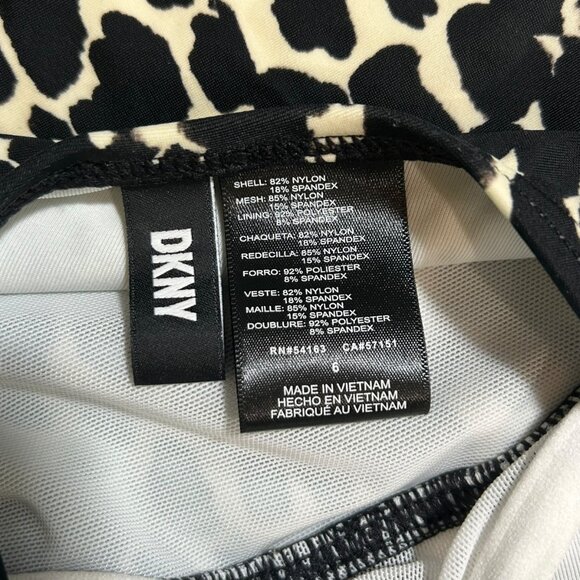 DKNY
SHELL: 82% NYLON
18% SPANDEX
MESH: 85% NYLON
15% SPANDEX
LINING: 92% POLYESTER
8% SPANDEX
CHAQUETA: 82% NYLON
18% SPANDEX
REDECILLA: 85% NYLON
15% SPANDEX
FORRO: 92% POLIESTER
8% SPANDEX
VESTE: 82% NYLON
18% SPANDEX
MAILLE: 85% NYLON
15% SPANDEX
DOUBLURE: 92% POLYESTER
8% SPANDEX
RN#54163 CA#57151
6
MADE IN VIETNAM
HECHO EN VIETNAM
FABRIQUÉ AU VIETNAM